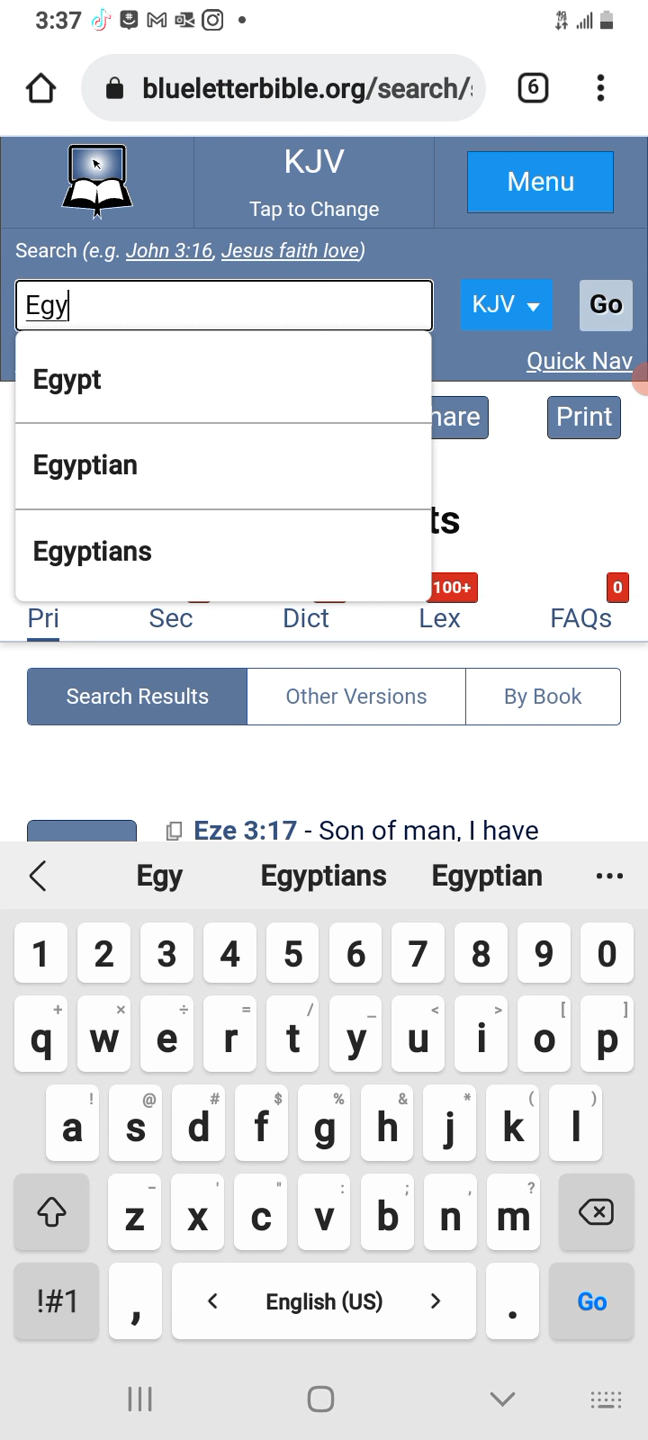 3:37
blueletterbible.org/search/
6
KJV
Tap to Change
Menu
Search (e.g. John 3:16, Jesus faith love)
Egy
KJV
Go
Quick Nav
Egypt
Egyptian
Egyptians
hare
Print
ts
100+
0
Pri
Sec
Dict
Lex
FAQs
Search Results
Other Versions
By Book
Eze 3:17 - Son of man, I have
Egy
Egyptians
Egyptian
...
1 2 3 4 5 6 7 8 9 0
+ × ÷ = / _ < > [ ]
q w e r t y u i o p
! @ # $ % & * ( )
a s d f g h j k l
- ' " : ; , ?
z x c v b n m
!#1 , < English (US) > . Go